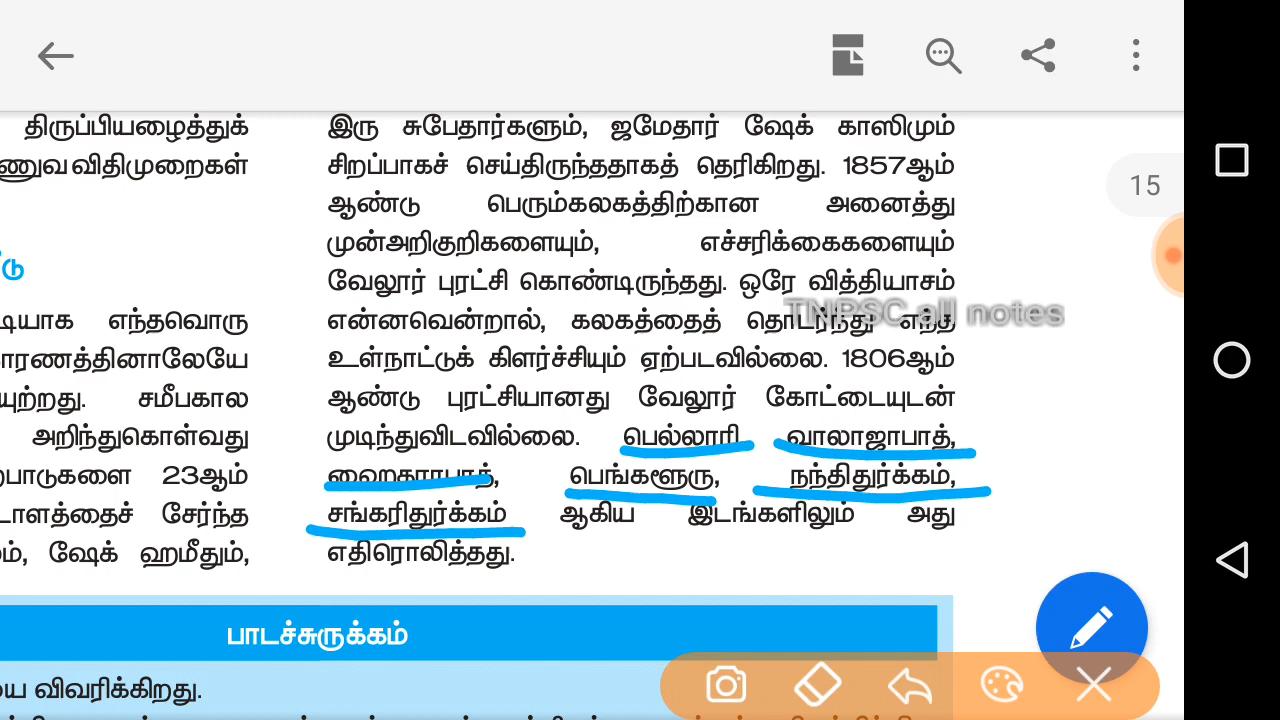 திருப்பியழைத்துக்
ணுவ விதிமுறைகள்
டு
டியாக எந்தவொரு
ாரணத்தினாலேயே
யுற்றது. சமீபகால
அறிந்துகொள்வது
ற்பாடுகளை 23ஆம்
டாளத்தைச் சேர்ந்த
ம், ஷேக் ஹமீதும்,
இரு சுபேதார்களும், ஜமேதார் ஷேக் காஸிமும்
சிறப்பாகச் செய்திருந்ததாகத் தெரிகிறது. 1857ஆம்
ஆண்டு பெரும்கலகத்திற்கான அனைத்து
முன்அறிகுறிகளையும், எச்சரிக்கைகளையும்
வேலூர் புரட்சி கொண்டிருந்தது. ஒரே வித்தியாசம்
என்னவென்றால், கலகத்தைத் தொடர்ந்து எந்த
உள்நாட்டுக் கிளர்ச்சியும் ஏற்படவில்லை. 1806ஆம்
ஆண்டு புரட்சியானது வேலூர் கோட்டையுடன்
முடிந்துவிடவில்லை. பெல்லாரி வாலாஜாபாத்,
ஹைதராபாத், பெங்களூரு, நந்திதுர்க்கம்,
சங்கரிதுர்க்கம் ஆகிய இடங்களிலும் அது
எதிரொலித்தது.
TNPSC all notes
15
பாடச்சுருக்கம்
ய விவரிக்கிறது.